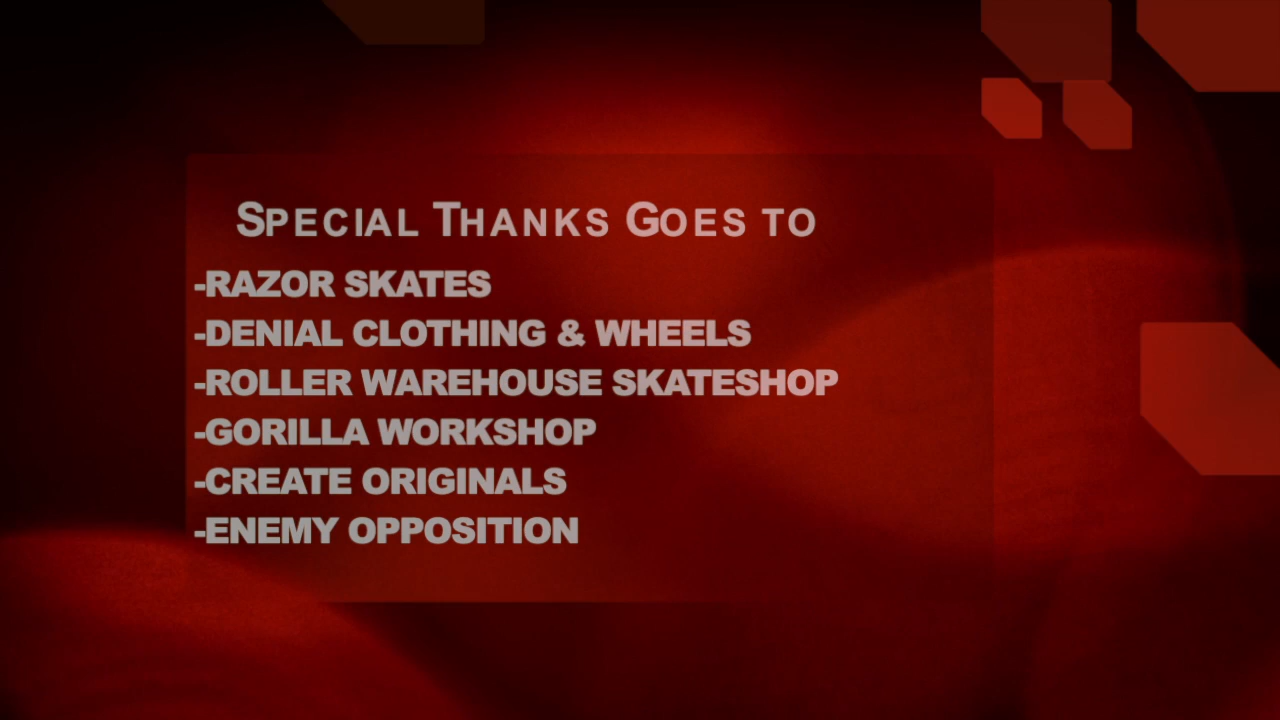 SPECIAL THANKS GOES TO
-RAZOR SKATES
-DENIAL CLOTHING & WHEELS
-ROLLER WAREHOUSE SKATESHOP
-GORILLA WORKSHOP
-CREATE ORIGINALS
-ENEMY OPPOSITION